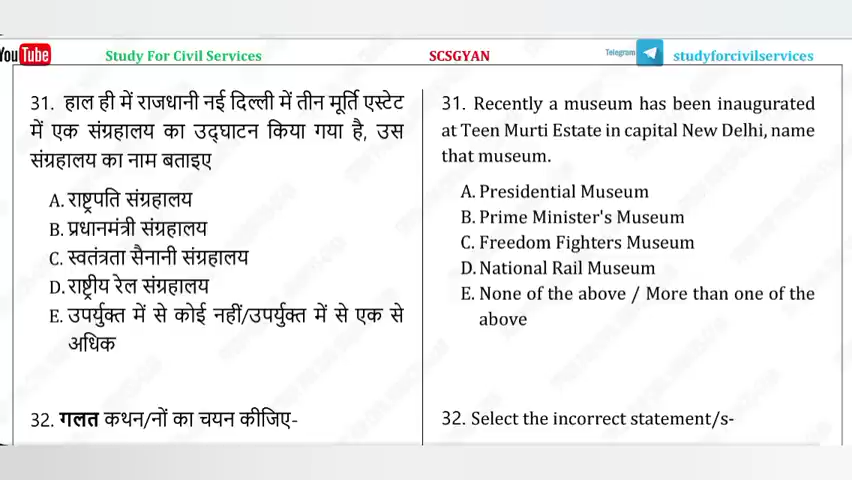 YouTube Study For Civil Services SCSGYAN Telegram studyforcivilservices
31. हाल ही में राजधानी नई दिल्ली में तीन मूर्ति एस्टेट
में एक संग्रहालय का उद्घाटन किया गया है, उस
संग्रहालय का नाम बताइए
A. राष्ट्रपति संग्रहालय
B. प्रधानमंत्री संग्रहालय
C. स्वतंत्रता सैनानी संग्रहालय
D. राष्ट्रीय रेल संग्रहालय
E. उपर्युक्त में से कोई नहीं/उपर्युक्त में से एक से
अधिक
32. गलत कथन/नों का चयन कीजिए-
31. Recently a museum has been inaugurated
at Teen Murti Estate in capital New Delhi, name
that museum.
A. Presidential Museum
B. Prime Minister's Museum
C. Freedom Fighters Museum
D. National Rail Museum
E. None of the above / More than one of the
above
32. Select the incorrect statement/s-